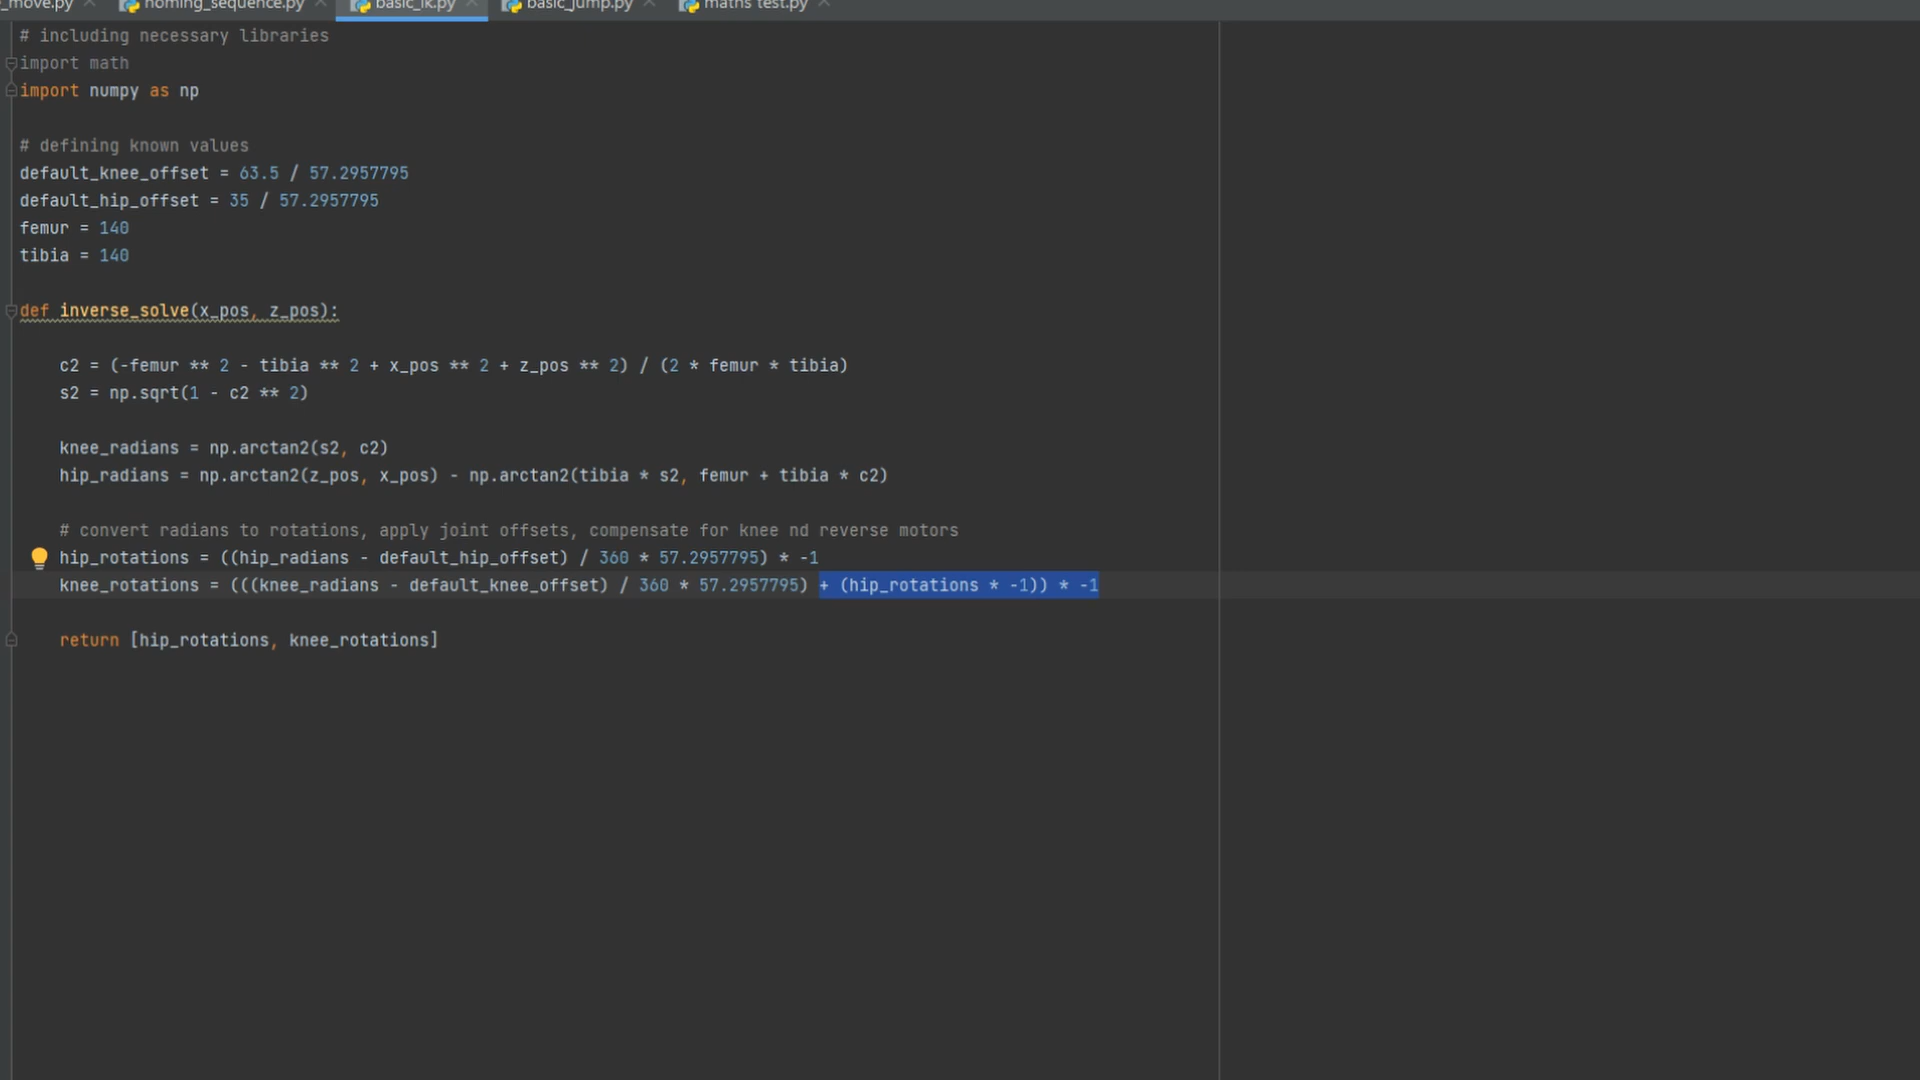 _move.py homing_sequence.py basic_ik.py basic_jump.py maths test.py
# including necessary libraries
import math
import numpy as np
# defining known values
default_knee_offset = 63.5 / 57.2957795
default_hip_offset = 35 / 57.2957795
femur = 140
tibia = 140
def inverse_solve(x_pos, z_pos):
c2 = (-femur ** 2 - tibia ** 2 + x_pos ** 2 + z_pos ** 2) / (2 * femur * tibia)
s2 = np.sqrt(1 - c2 ** 2)
knee_radians = np.arctan2(s2, c2)
hip_radians = np.arctan2(z_pos, x_pos) - np.arctan2(tibia * s2, femur + tibia * c2)
# convert radians to rotations, apply joint offsets, compensate for knee nd reverse motors
hip_rotations = ((hip_radians - default_hip_offset) / 360 * 57.2957795) * -1
knee_rotations = (((knee_radians - default_knee_offset) / 360 * 57.2957795) + (hip_rotations * -1)) * -1
return [hip_rotations, knee_rotations]